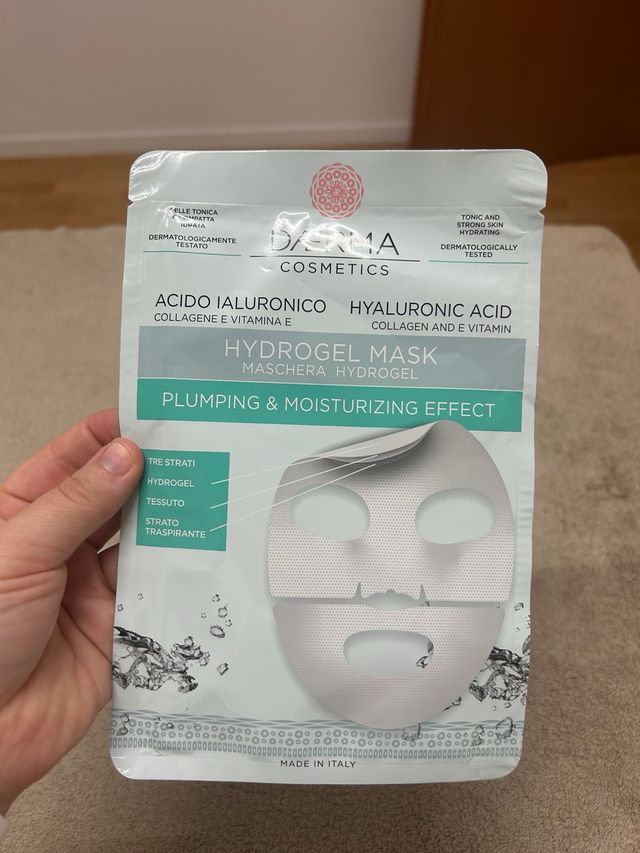 PELLE TONICA
COMPATTA
IDRATA
DERMATOLOGICAMENTE
TESTATO
TONIC AND
STRONG SKIN
HYDRATING
DERMATOLOGICALLY
TESTED
DÆRMA
COSMETICS
ACIDO IALURONICO
COLLAGENE E VITAMINA E
HYALURONIC ACID
COLLAGEN AND E VITAMIN
HYDROGEL MASK
MASCHERA HYDROGEL
PLUMPING & MOISTURIZING EFFECT
TRE STRATI
HYDROGEL
TESSUTO
STRATO
TRASPIRANTE
MADE IN ITALY